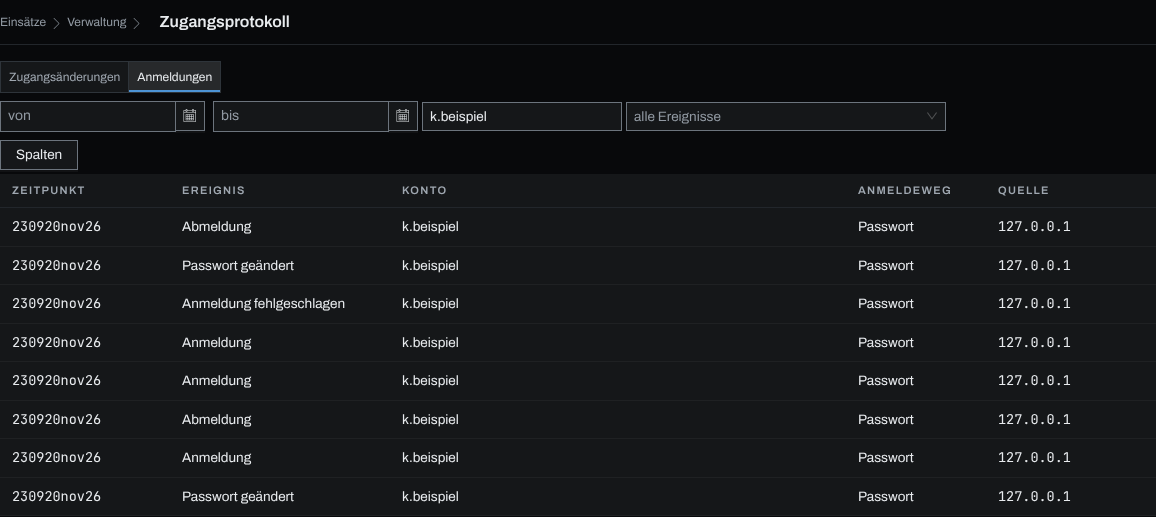 Einsätze > Verwaltung > Zugangsprotokoll
Zugangsänderungen Anmeldungen
von bis k.beispiel alle Ereignisse
Spalten
ZEITPUNKT EREIGNIS KONTO ANMELDEWEG QUELLE
230920nov26 Abmeldung k.beispiel Passwort 127.0.0.1
230920nov26 Passwort geändert k.beispiel Passwort 127.0.0.1
230920nov26 Anmeldung fehlgeschlagen k.beispiel Passwort 127.0.0.1
230920nov26 Anmeldung k.beispiel Passwort 127.0.0.1
230920nov26 Anmeldung k.beispiel Passwort 127.0.0.1
230920nov26 Abmeldung k.beispiel Passwort 127.0.0.1
230920nov26 Anmeldung k.beispiel Passwort 127.0.0.1
230920nov26 Passwort geändert k.beispiel Passwort 127.0.0.1